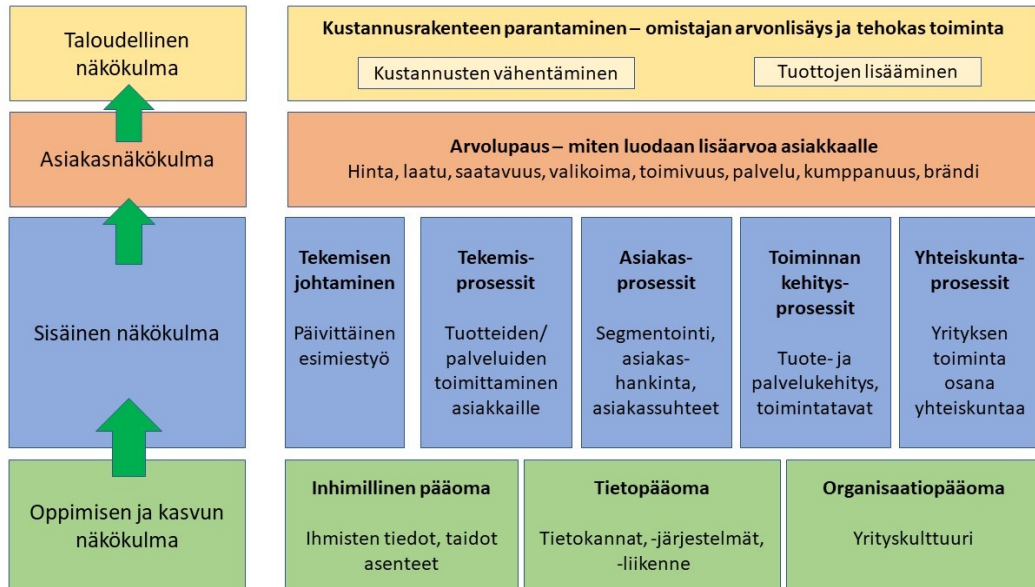 Taloudellinen
näkökulma
Kustannusrakenteen parantaminen – omistajan arvonlisäys ja tehokas toiminta
Kustannusten vähentäminen
Tuottojen lisääminen
Asiakasnäkökulma
Arvolupaus – miten luodaan lisäarvoa asiakkaalle
Hinta, laatu, saatavuus, valikoima, toimivuus, palvelu, kumppanuus, brändi
Sisäinen näkökulma
Tekemisen
johtaminen
Päivittäinen
esimiestyö
Tekemis-
prosessit
Tuotteiden/
palveluiden
toimittaminen
asiakkaille
Asiakas-
prosessit
Segmentointi,
asiakas-
hankinta,
asiakassuhteet
Toiminnan
kehitys-
prosessit
Tuote- ja
palvelukehitys,
toimintatavat
Yhteiskunta-
prosessit
Yrityksen
toiminta
osana
yhteiskuntaa
Oppimisen ja kasvun
näkökulma
Inhimillinen pääoma
Ihmisten tiedot, taidot
asenteet
Tietopääoma
Tietokannat, -järjestelmät,
-liikenne
Organisaatiopääoma
Yrityskulttuuri